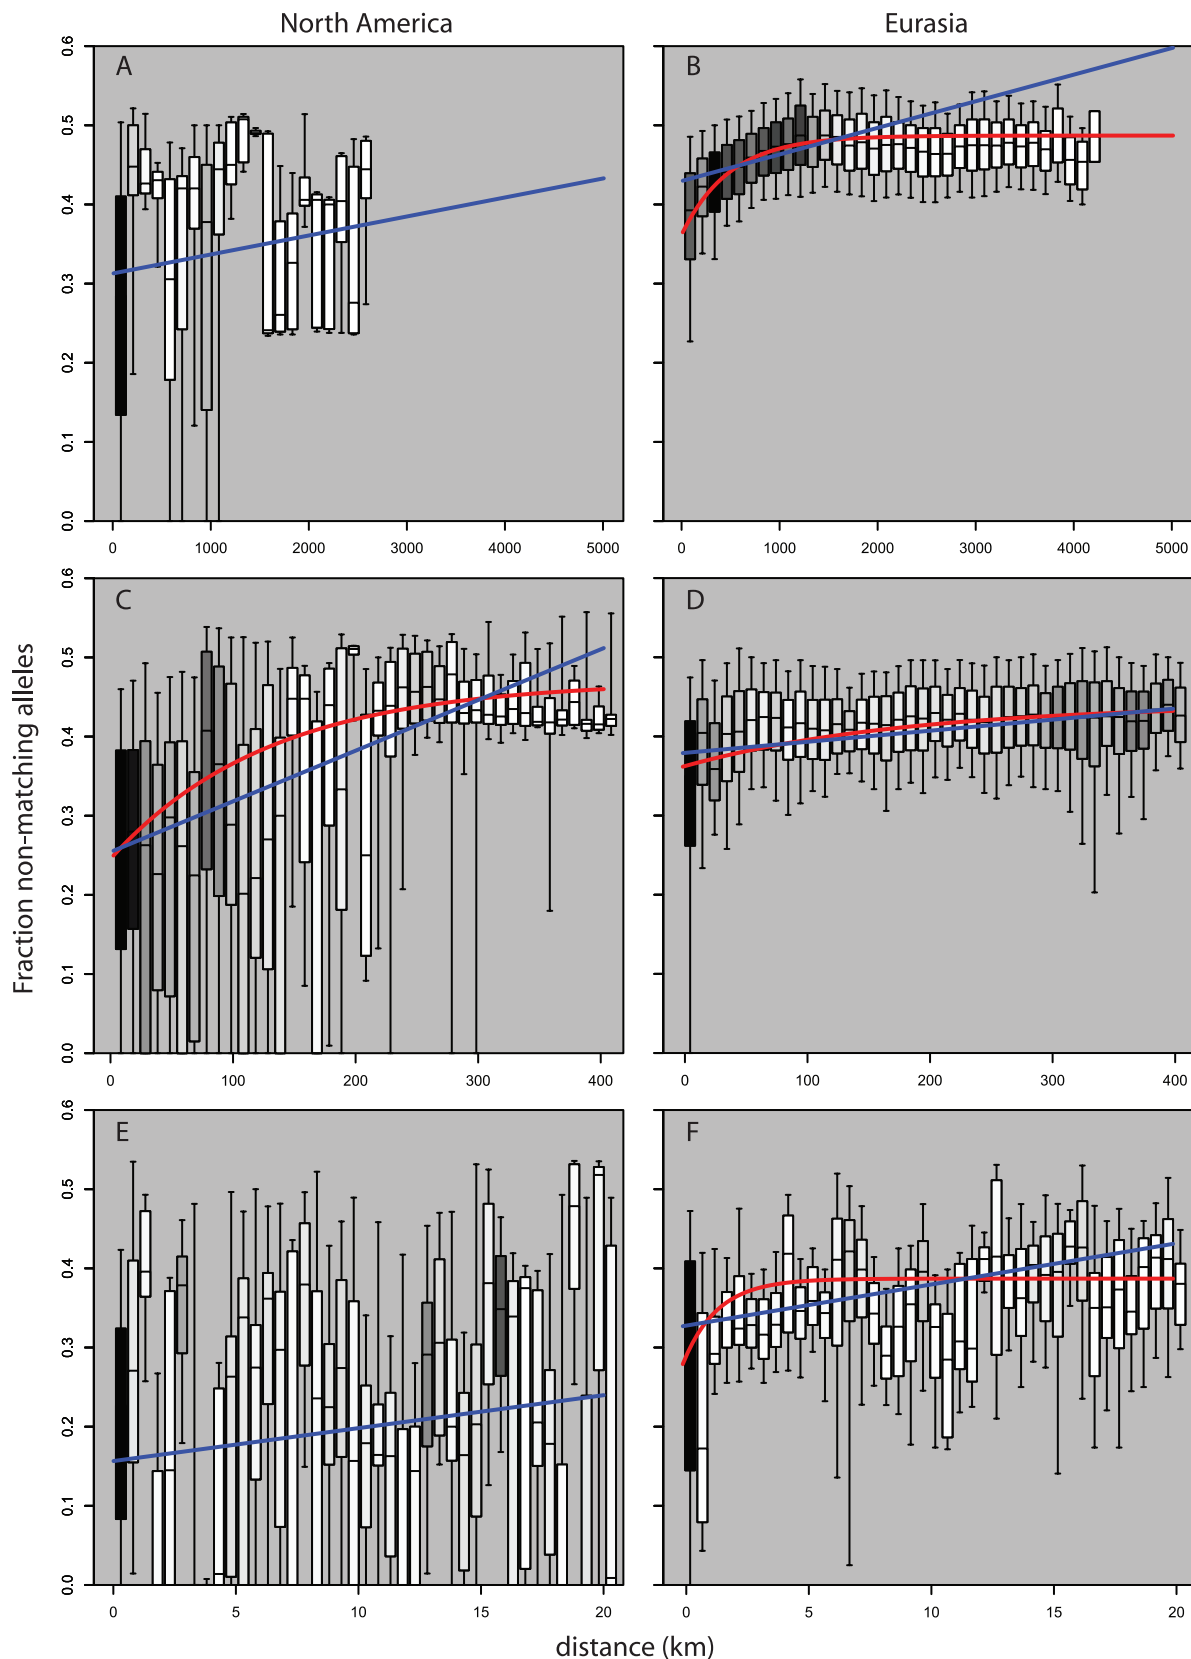 North America Eurasia
A B
0.6
0.5
0.4
0.3
0.2
0.1
0.0
0 1000 2000 3000 4000 5000 0 1000 2000 3000 4000 5000
C D
0.6
0.5
0.4
0.3
0.2
0.1
0.0
0 100 200 300 400 0 100 200 300 400
E F
0.6
0.5
0.4
0.3
0.2
0.1
0.0
0 5 10 15 20 0 5 10 15 20
Fraction non-matching alleles
distance (km)